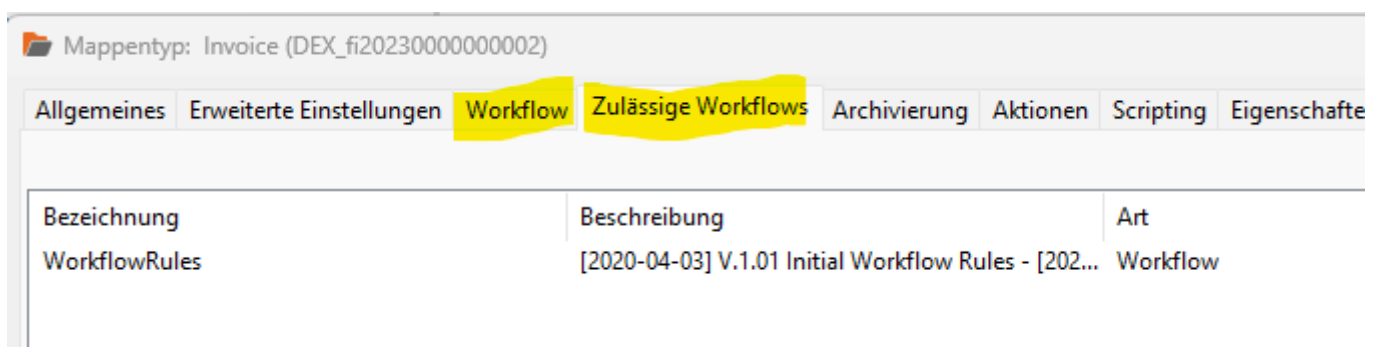 Mappentyp: Invoice (DEX_fi20230000000002)
Allgemeines Erweiterte Einstellungen Workflow Zulässige Workflows Archivierung Aktionen Scripting Eigenschafte
Bezeichnung Beschreibung Art
WorkflowRules [2020-04-03] V.1.01 Initial Workflow Rules - [202... Workflow